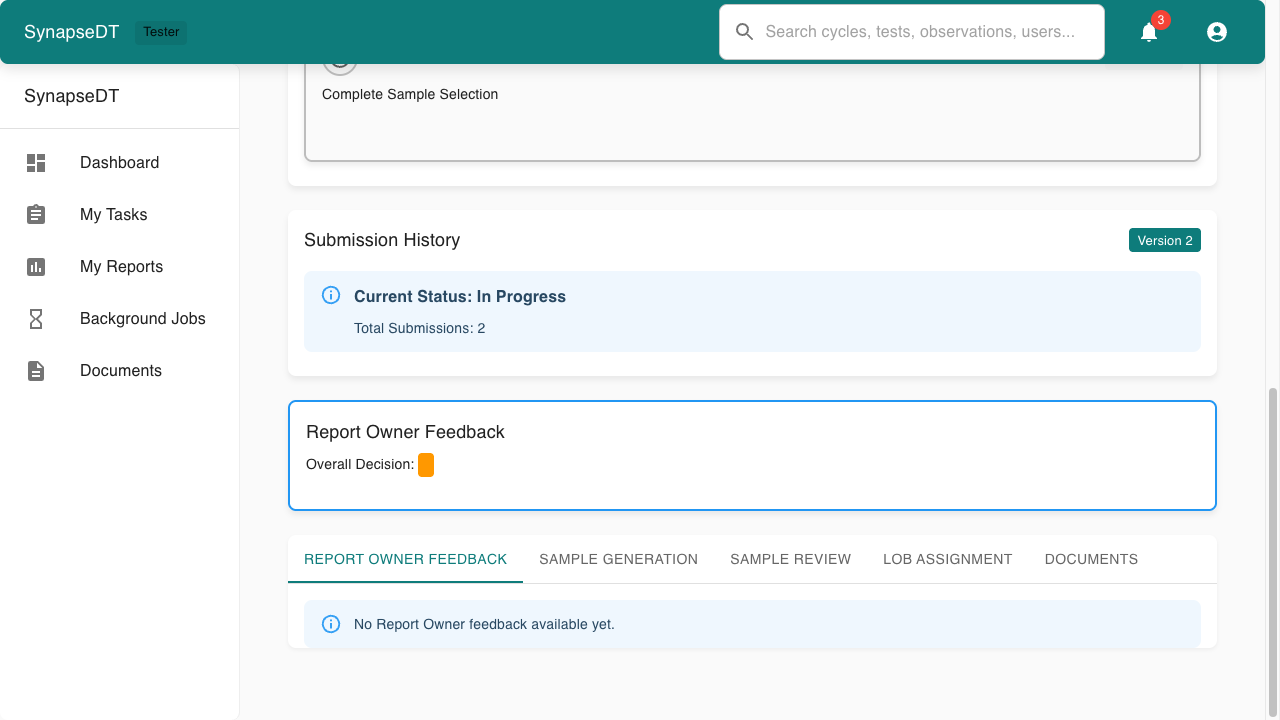 SynapseDT
Tester
Search cycles, tests, observations, users...
3
SynapseDT
Dashboard
My Tasks
My Reports
Background Jobs
Documents
Complete Sample Selection
Submission History
Version 2
Current Status: In Progress
Total Submissions: 2
Report Owner Feedback
Overall Decision:
REPORT OWNER FEEDBACK
SAMPLE GENERATION
SAMPLE REVIEW
LOB ASSIGNMENT
DOCUMENTS
No Report Owner feedback available yet.